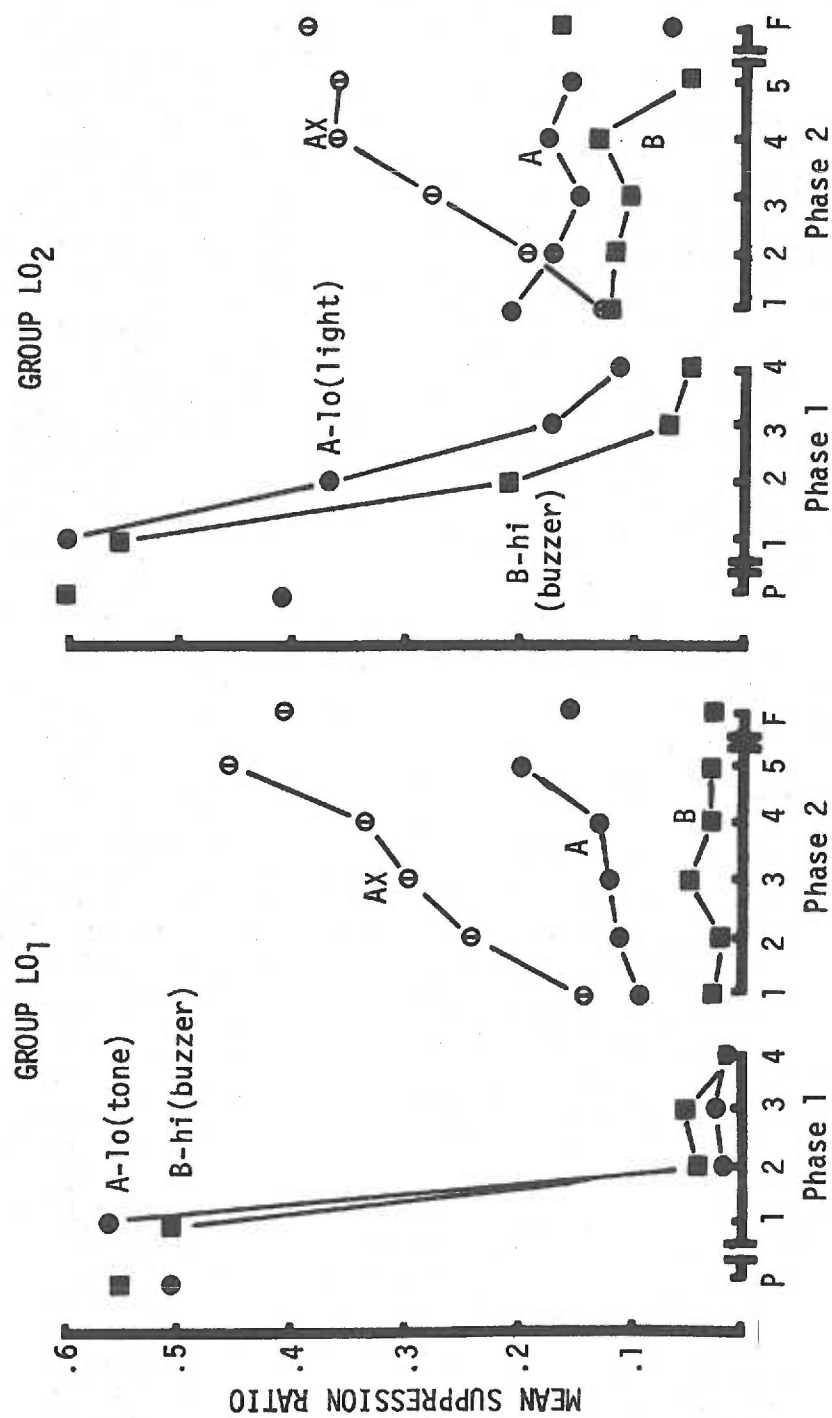 GROUP LO1
GROUP LO2
MEAN SUPPRESSION RATIO
.6
.5
.4
.3
.2
.1
A-lo(tone)
B-hi(buzzer)
AX
A
B
P 1 2 3 4
1 2 3 4 5 F
Phase 1
Phase 2
A-lo(light)
B-hi
(buzzer)
AX
A
B
P 1 2 3 4
1 2 3 4 5 F
Phase 1
Phase 2